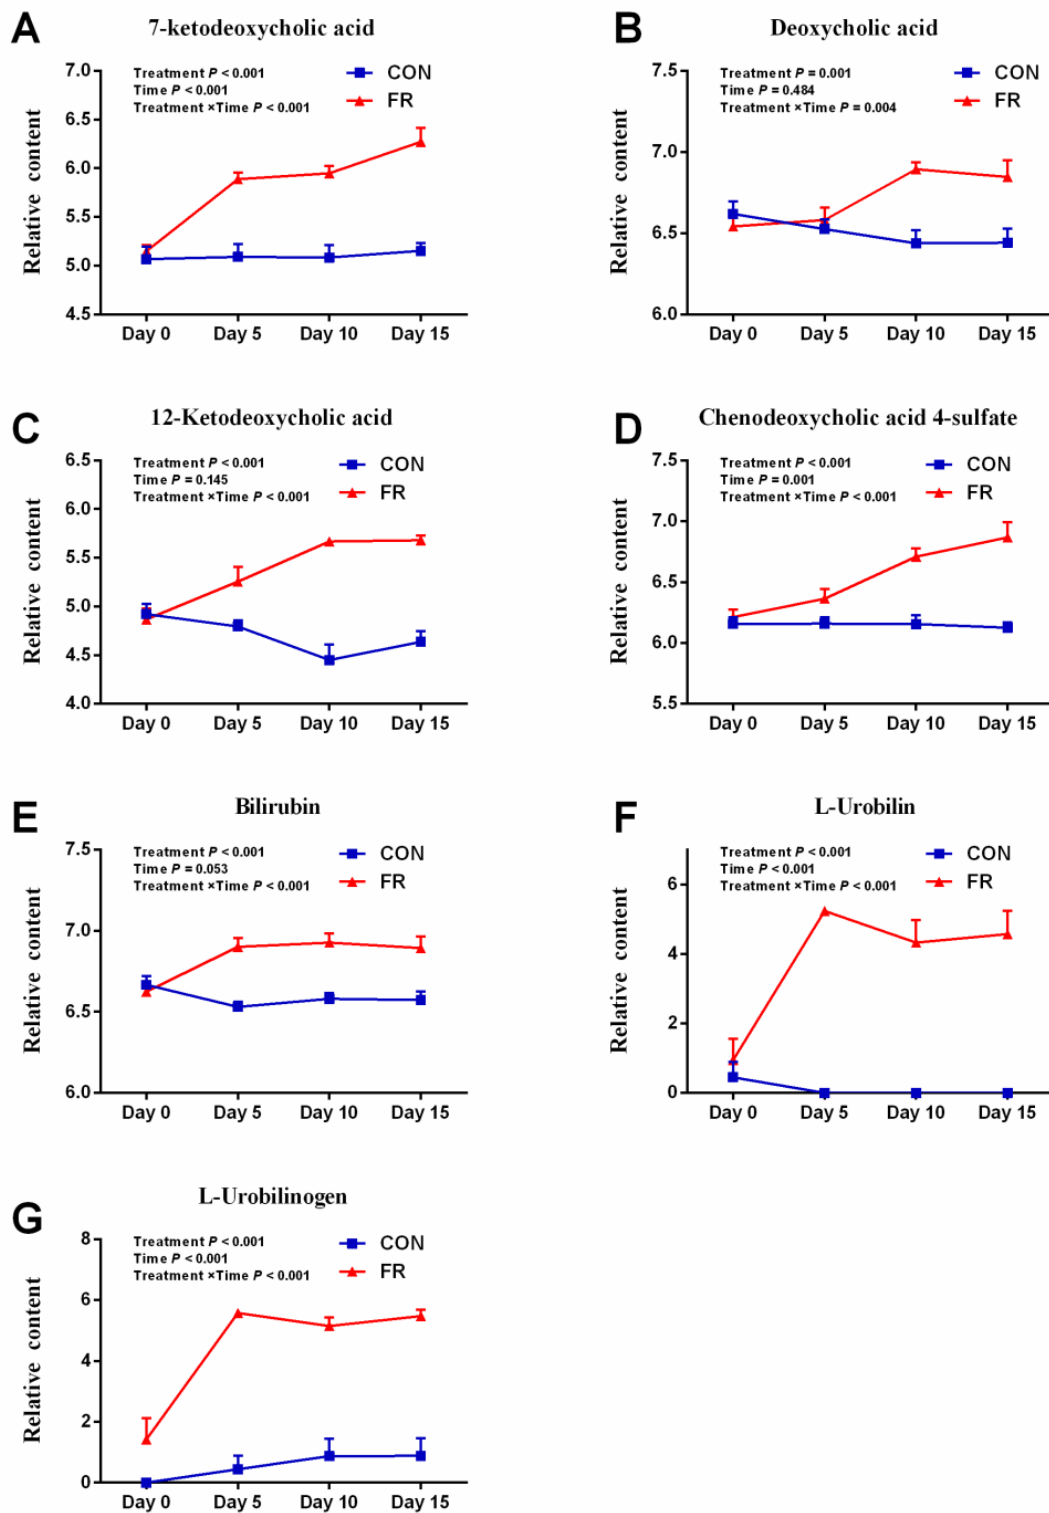 A
7-ketodeoxycholic acid
Treatment P < 0.001
Time P < 0.001
Treatment ×Time P < 0.001
CON
FR
Relative content
7.0
6.5
6.0
5.5
5.0
4.5
Day 0 Day 5 Day 10 Day 15
B
Deoxycholic acid
Treatment P = 0.001
Time P = 0.484
Treatment ×Time P = 0.004
CON
FR
Relative content
7.5
7.0
6.5
6.0
Day 0 Day 5 Day 10 Day 15
C
12-Ketodeoxycholic acid
Treatment P < 0.001
Time P = 0.145
Treatment ×Time P < 0.001
CON
FR
Relative content
6.5
6.0
5.5
5.0
4.5
4.0
Day 0 Day 5 Day 10 Day 15
D
Chenodeoxycholic acid 4-sulfate
Treatment P < 0.001
Time P = 0.001
Treatment ×Time P < 0.001
CON
FR
Relative content
7.5
7.0
6.5
6.0
5.5
Day 0 Day 5 Day 10 Day 15
E
Bilirubin
Treatment P < 0.001
Time P = 0.053
Treatment ×Time P < 0.001
CON
FR
Relative content
7.5
7.0
6.5
6.0
Day 0 Day 5 Day 10 Day 15
F
L-Urobilin
Treatment P < 0.001
Time P < 0.001
Treatment ×Time P < 0.001
CON
FR
Relative content
6
4
2
0
Day 0 Day 5 Day 10 Day 15
G
L-Urobilinogen
Treatment P < 0.001
Time P < 0.001
Treatment ×Time P < 0.001
CON
FR
Relative content
8
6
4
2
0
Day 0 Day 5 Day 10 Day 15